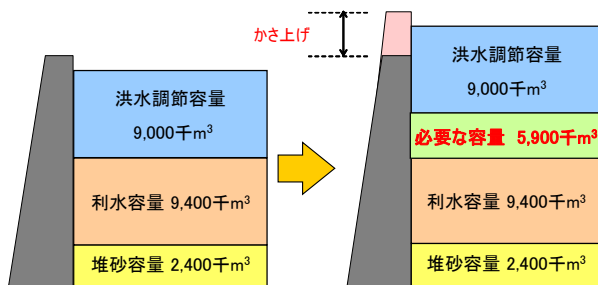 かさ上げ
洪水調節容量
9,000千m³
利水容量 9,400千m³
堆砂容量 2,400千m³
洪水調節容量
9,000千m³
必要な容量 5,900千m³
利水容量 9,400千m³
堆砂容量 2,400千m³